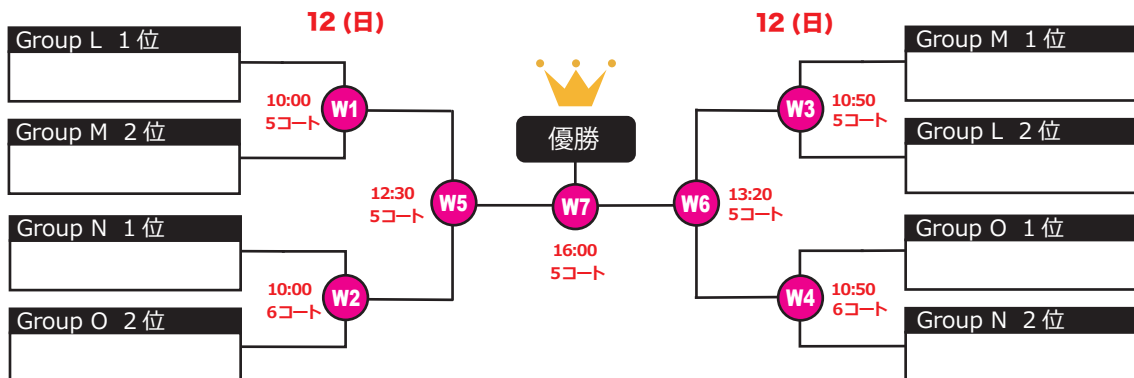 12 (日)
12 (日)
Group L 1位
Group M 1位
10:00
5コート
W1
W3
10:50
5コート
Group M 2位
優勝
Group L 2位
12:30
5コート
W5
W7
W6
13:20
5コート
16:00
5コート
Group N 1位
Group O 1位
10:00
6コート
W2
W4
10:50
6コート
Group O 2位
Group N 2位